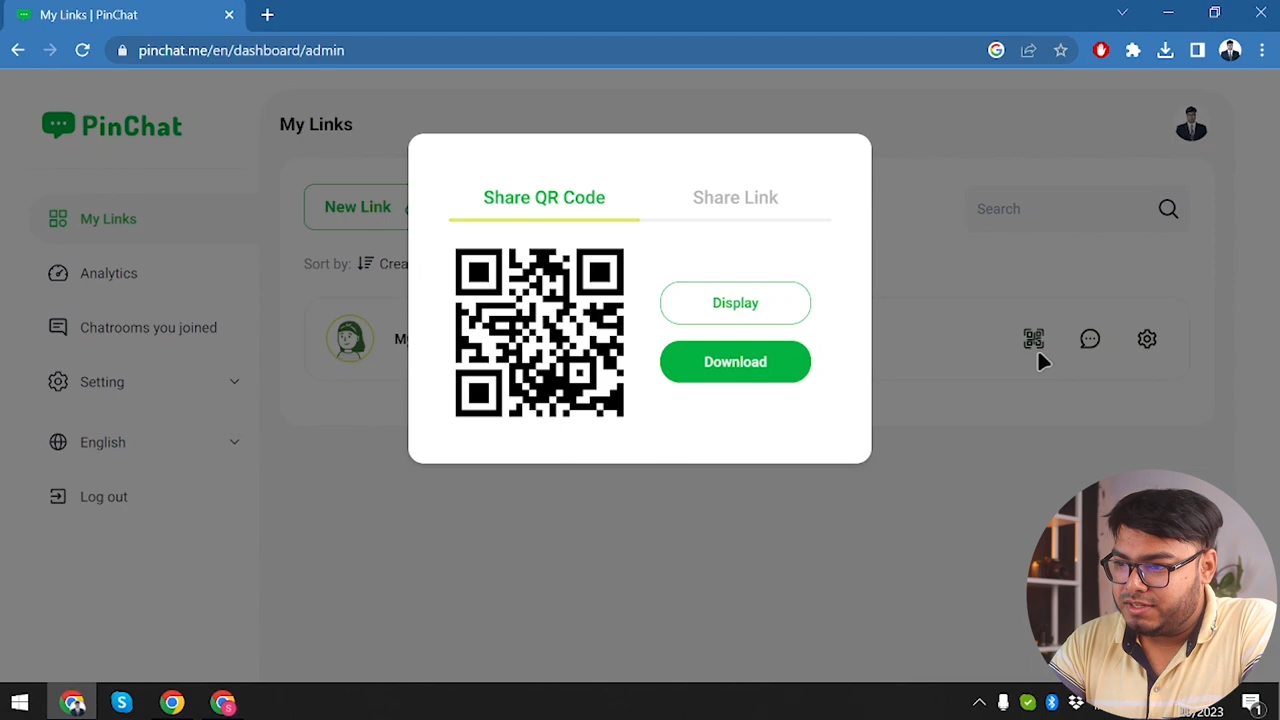 My Links | PinChat
pinchat.me/en/dashboard/admin
PinChat
My Links
My Links
Analytics
Chatrooms you joined
Setting
English
Log out
New Link
Search
Sort by: Crea
My
Share QR Code
Share Link
Display
Download
/2023
1